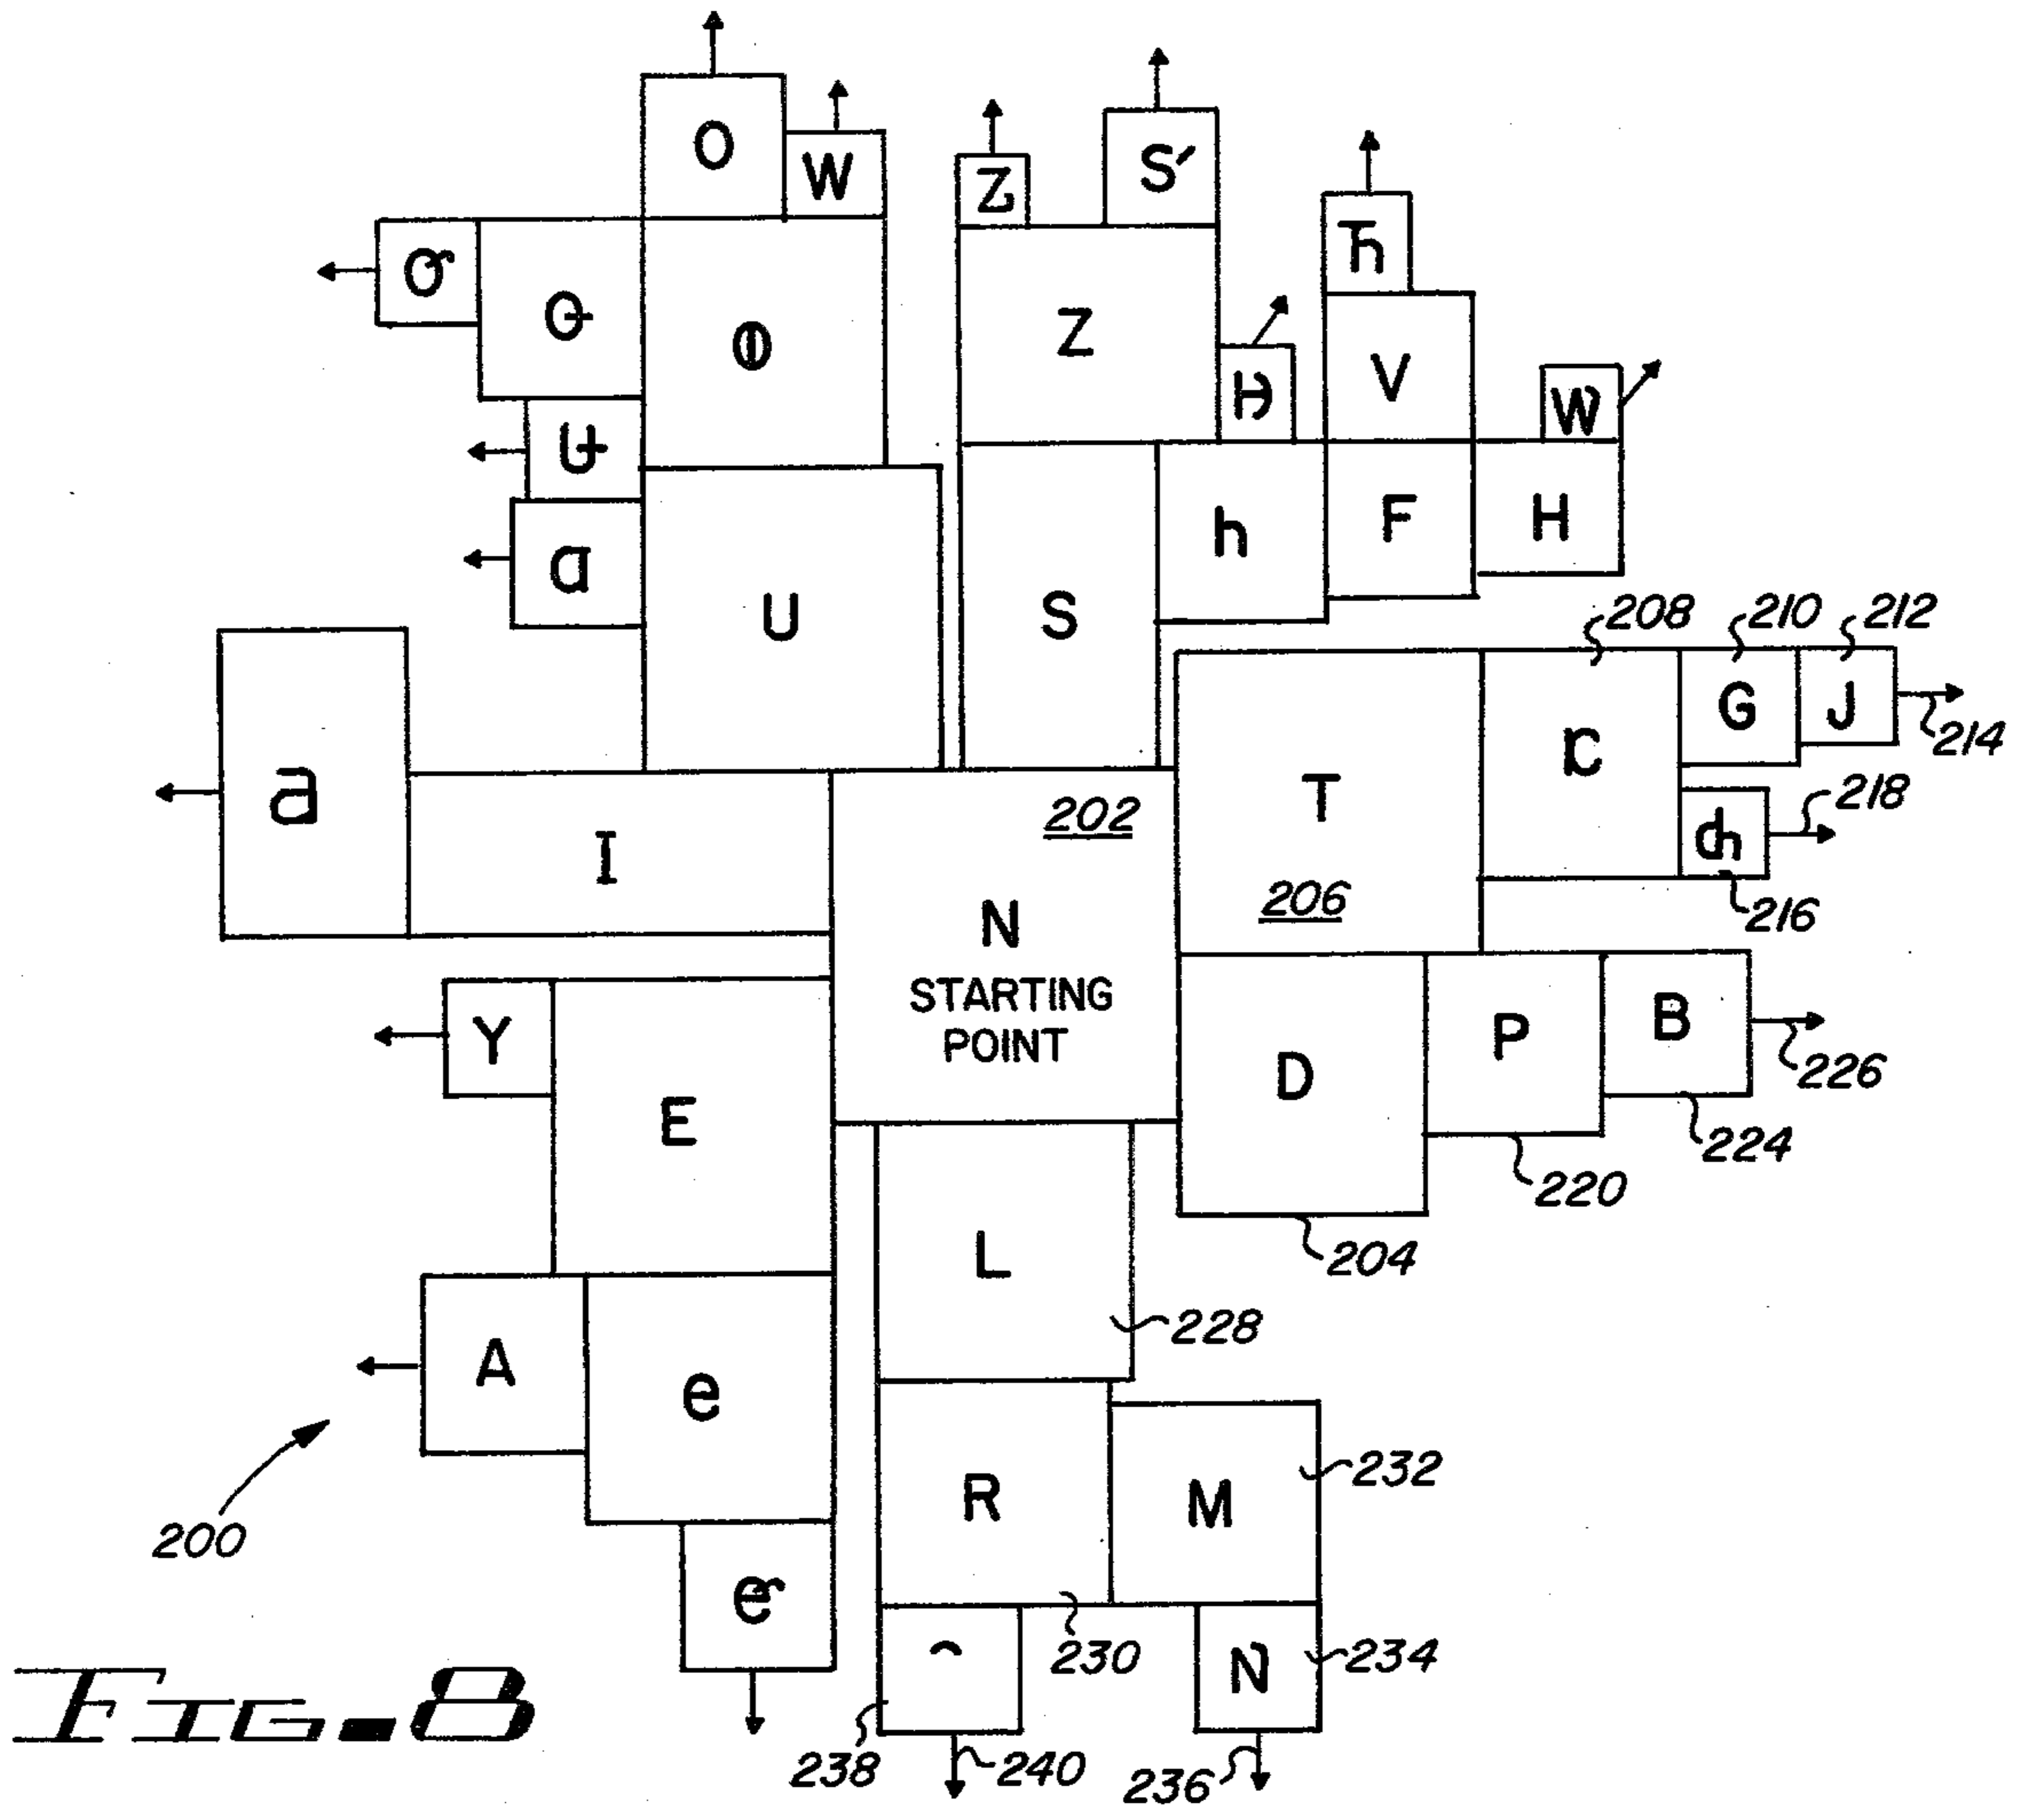 O
W
Z
S′
h
V
W
F
H
h
Z
U
S
a
I
N
STARTING
POINT
202
T
206
208
210
212
G
J
214
218
216
D
P
B
226
224
220
204
Y
E
A
e
L
228
R
M
232
230
234
238
240
236
200
FIG-8